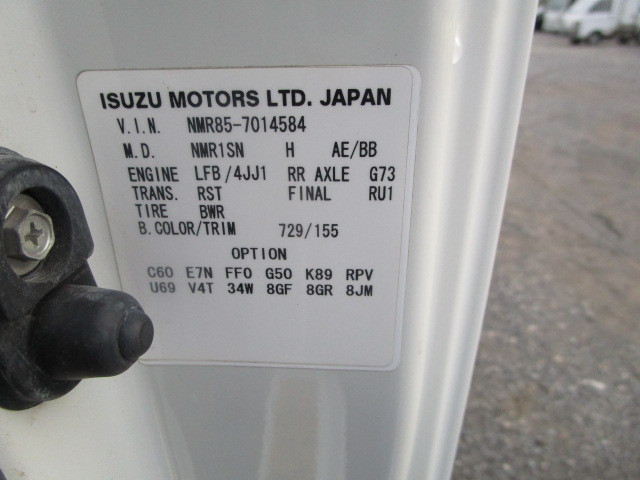 ISUZU MOTORS LTD. JAPAN
V.I.N. NMR85-7014584
M.D. NMR1SN H AE/BB
ENGINE LFB/4JJ1 RR AXLE G73
TRANS. RST FINAL RU1
TIRE BWR
B.COLOR/TRIM 729/155
OPTION
C60 E7N FF0 G50 K89 RPV
U69 V4T 34W 8GF 8GR 8JM